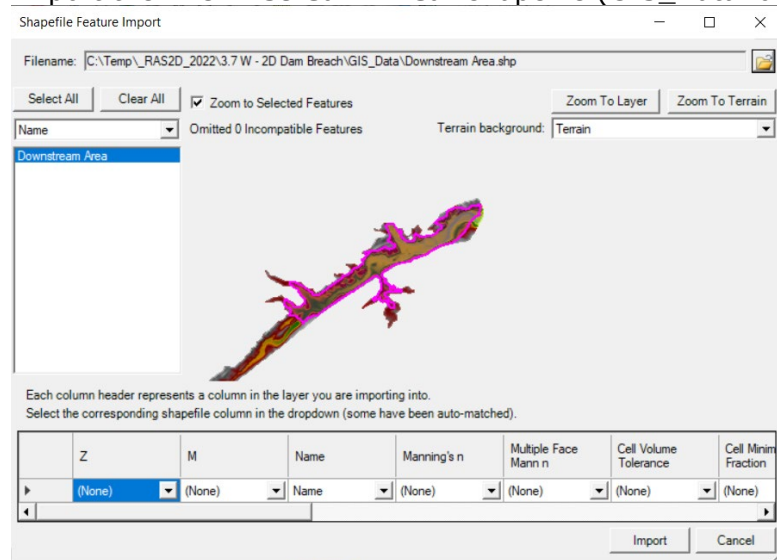 Shapefile Feature Import
Filename: C:\Temp\_RAS2D_2022\3.7 W - 2D Dam Breach\GIS_Data\Downstream Area.shp
Select All Clear All Zoom to Selected Features Zoom To Layer Zoom To Terrain
Name Omitted 0 Incompatible Features Terrain background: Terrain
Downstream Area
Each column header represents a column in the layer you are importing into.
Select the corresponding shapefile column in the dropdown (some have been auto-matched).
Z M Name Manning's n Multiple Face Mann n Cell Volume Tolerance Cell Minim Fraction
(None) (None) Name (None) (None) (None) (None)
Import Cancel